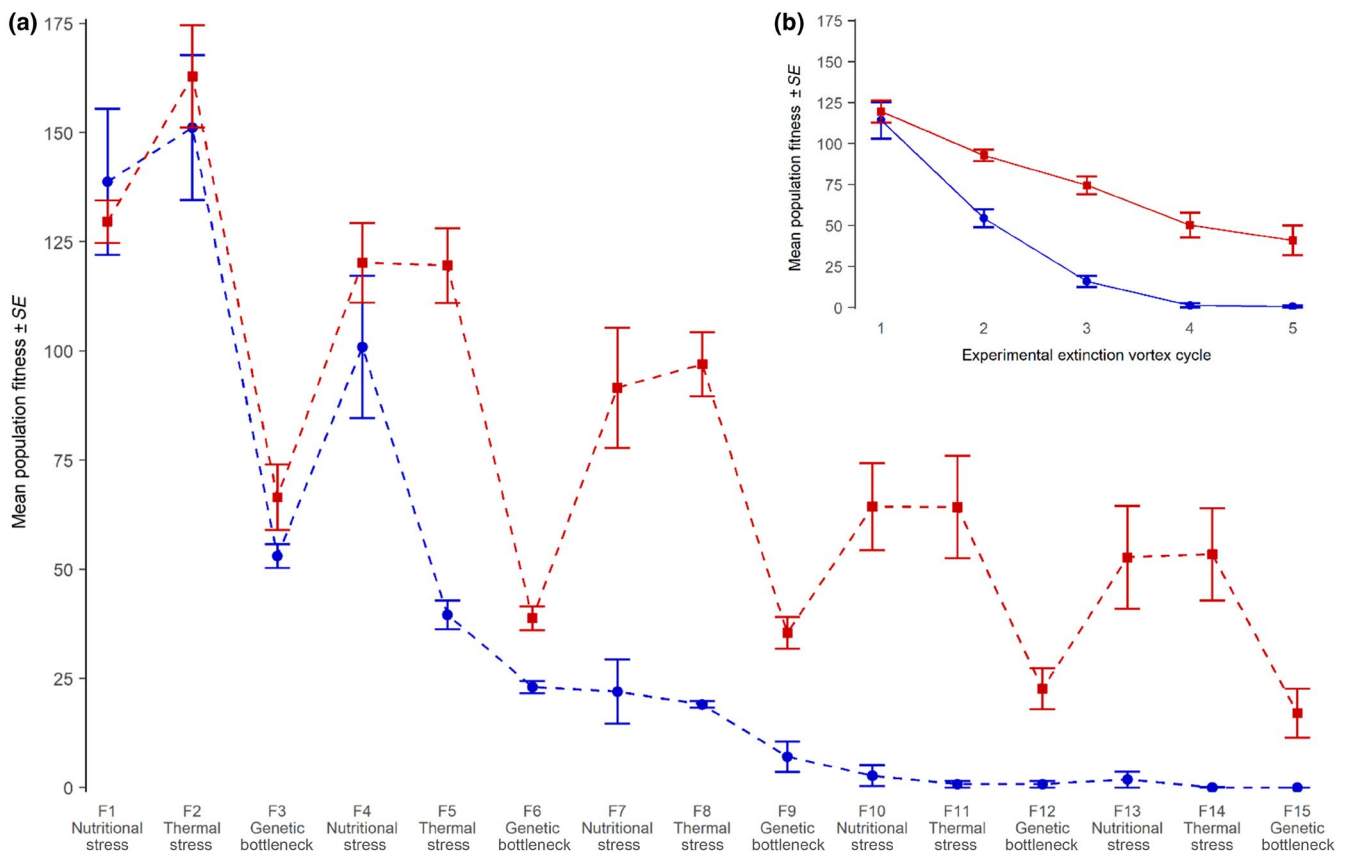 (a)
175
150
125
100
75
50
25
0
Mean population fitness ± SE
F1
Nutritional
stress
F2
Thermal
stress
F3
Genetic
bottleneck
F4
Nutritional
stress
F5
Thermal
stress
F6
Genetic
bottleneck
F7
Nutritional
stress
F8
Thermal
stress
F9
Genetic
bottleneck
F10
Nutritional
stress
F11
Thermal
stress
F12
Genetic
bottleneck
F13
Nutritional
stress
F14
Thermal
stress
F15
Genetic
bottleneck
(b)
175
150
125
100
75
50
25
0
Mean population fitness ± SE
1
2
3
4
5
Experimental extinction vortex cycle